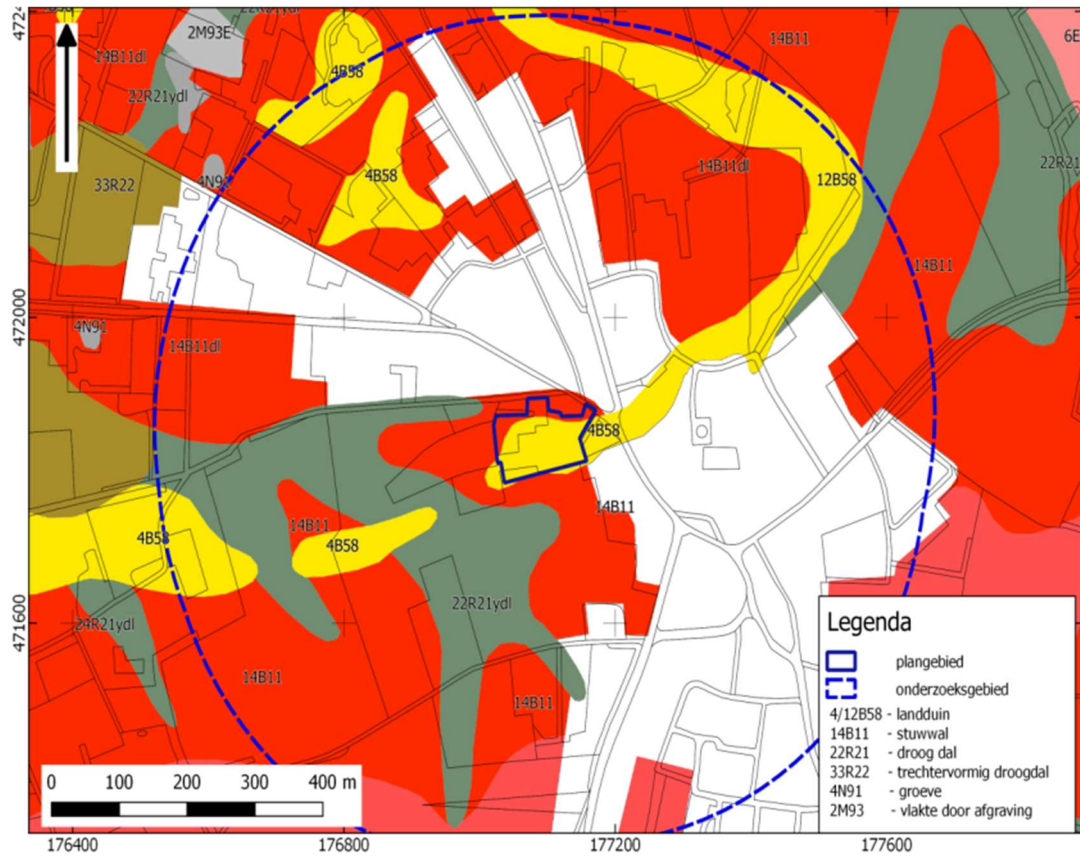 22R21ydl
2M93E
14B11
6E
14B11dl
4B58
22R21ydl
14B11dl
22R21
4B58
12B58
33R22
4N91
14B11
4N91
14B11dl
4B58
14B11
14B11
4B58
4B58
22R21ydl
24R21ydl
14B11
14B11
472000
471600
Legenda
plangebied
onderzoeksgebied
4/12B58 - landduin
14B11 - stuwwal
22R21 - droog dal
33R22 - trechtervormig droogdal
4N91 - groeve
2M93 - vlakte door afgraving
0 100 200 300 400 m
176400 176800 177200 177600